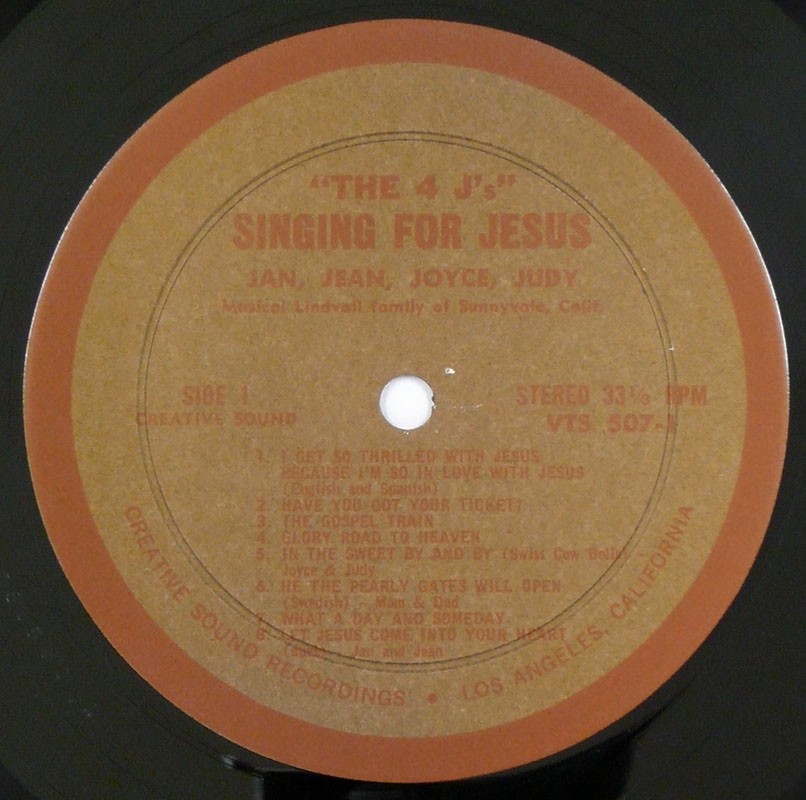 "THE 4 J's"
SINGING FOR JESUS
JAN, JEAN, JOYCE, JUDY
Musical Lindvall family of Sunnyvale, Calif.
SIDE 1
CREATIVE SOUND
STEREO 33⅓ RPM
VTS 507-1
1. I GET SO THRILLED WITH JESUS
BECAUSE I'M SO IN LOVE WITH JESUS
(English and Spanish)
2. HAVE YOU GOT YOUR TICKET?
3. THE GOSPEL TRAIN
4. GLORY ROAD TO HEAVEN
5. IN THE SWEET BY AND BY (Swiss Cow Bells)
Joyce & Judy
6. HE THE PEARLY GATES WILL OPEN
(Swedish) - Mom & Dad
7. WHAT A DAY AND SOMEDAY
8. LET JESUS COME INTO YOUR HEART
Jan and Jean
CREATIVE SOUND RECORDINGS • LOS ANGELES, CALIFORNIA